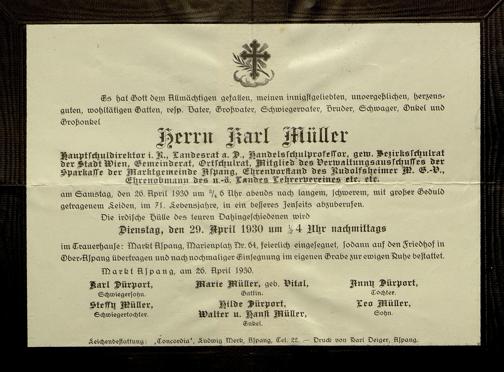 Es hat Gott dem Allmächtigen gefallen, meinen innigstgeliebten, unvergeßlichen, herzens-
guten, wohltätigen Gatten, resp. Vater, Großvater, Schwiegervater, Bruder, Schwager, Onkel und
Großonkel
Herrn Karl Müller
Hauptschuldirektor i. R., Landesrat a. D., Handelsschulprofessor, gew. Bezirksschulrat
der Stadt Wien, Gemeinderat, Ortsschulrat, Mitglied des Verwaltungsausschusses der
Sparkasse der Marktgemeinde Aspang, Ehrenvorstand des Rudolfsheimer M. G.-V.,
Ehrenobmann des n.-ö. Landes Lehrervereines etc. etc.
am Samstag, den 26. April 1930 um ¾ 6 Uhr abends nach langem, schwerem, mit großer Geduld
getragenem Leiden, im 71. Lebensjahre, in ein besseres Jenseits abzuberufen.
Die irdische Hülle des teuren Dahingeschiedenen wird
Dienstag, den 29. April 1930 um ½ 4 Uhr nachmittags
im Trauerhause: Markt Aspang, Marienplatz Nr. 64, feierlich eingesegnet, sodann auf den Friedhof in
Ober-Aspang übertragen und nach nochmaliger Einsegnung im eigenen Grabe zur ewigen Ruhe bestattet.
Markt Aspang, am 26. April 1930.
Karl Dürport, Marie Müller, geb. Vital, Anny Dürport,
Schwiegersohn. Gattin. Tochter.
Steffy Müller, Hilde Dürport, Leo Müller,
Schwiegertochter. Walter u. Hansl Müller, Sohn.
Enkel.
Leichenbestattung: „Concordia", Ludwig Merk, Aspang, Tel. 22. – Druck von Karl Deiger, Aspang.